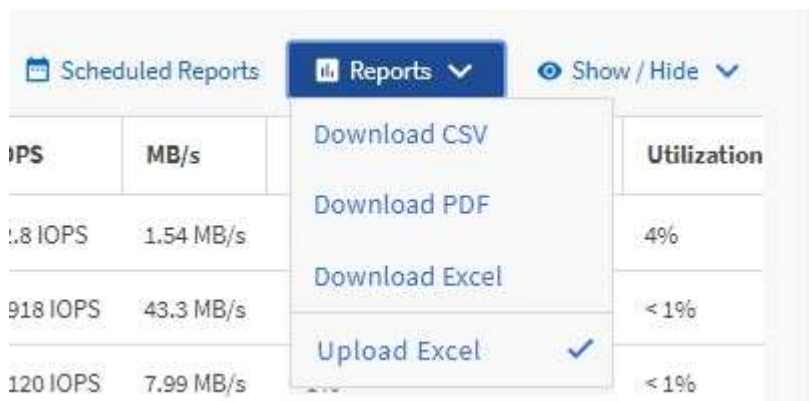 Scheduled Reports Reports Show / Hide
MB/s Utilization
Download CSV
1.54 MB/s 4%
Download PDF
Download Excel
918 IOPS 43.3 MB/s < 1%
Upload Excel
120 IOPS 7.99 MB/s < 1%